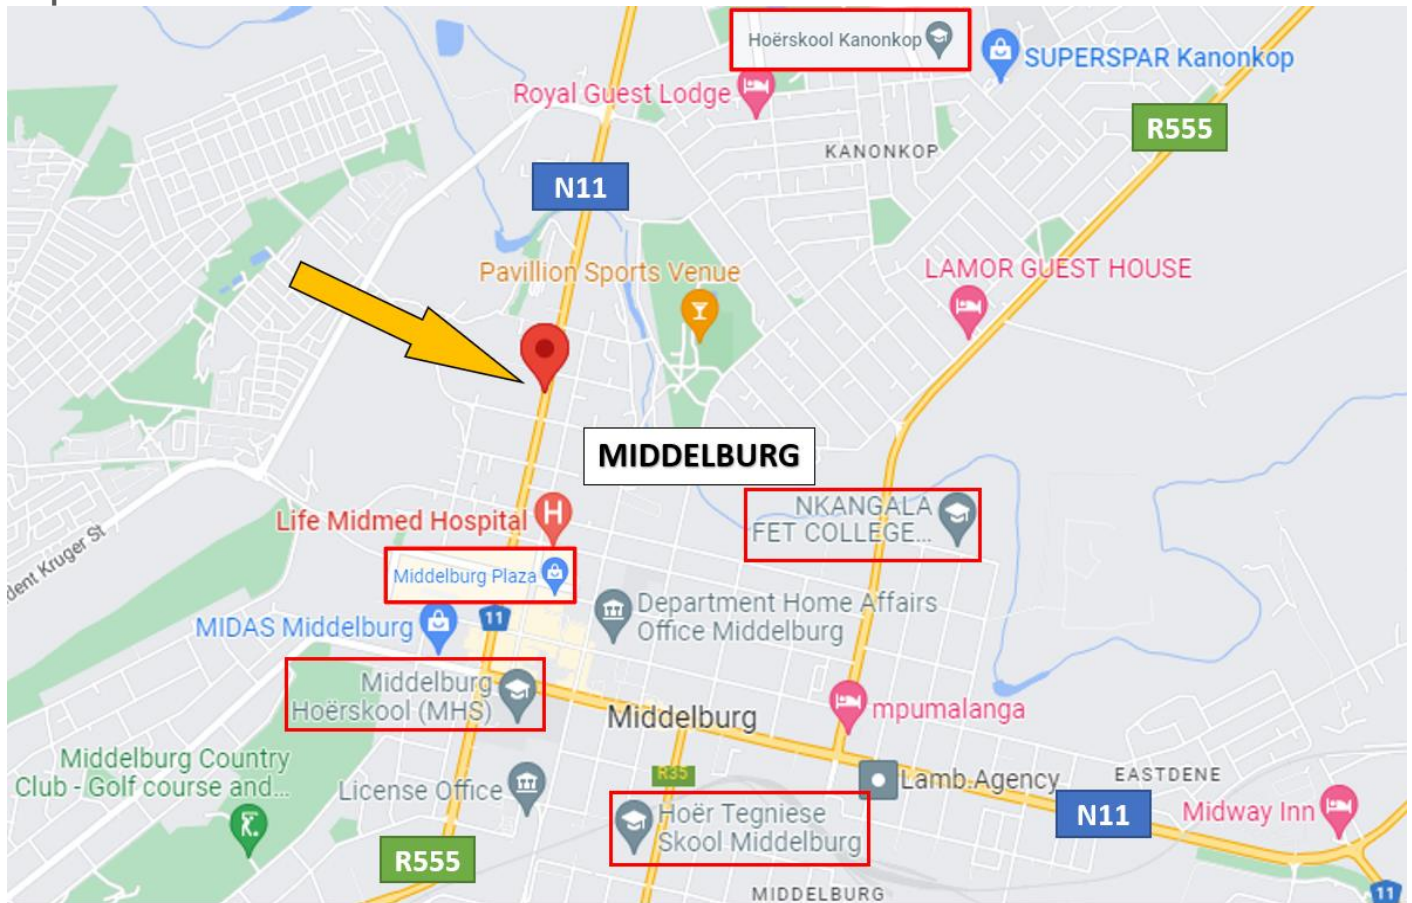 Hoërskool Kanonkop
SUPERSPAR Kanonkop
Royal Guest Lodge
R555
KANONKOP
N11
Pavillion Sports Venue
LAMOR GUEST HOUSE
MIDDELBURG
NKANGALA
FET COLLEGE...
Life Midmed Hospital
H
dent Kruger St
Middelburg Plaza
11
Department Home Affairs
Office Middelburg
MIDAS Middelburg
Middelburg
Hoërskool (MHS)
Middelburg
mpumalanga
Middelburg Country
Club - Golf course and...
License Office
R35
Lamb.Agency
EASTDENE
N11
Midway Inn
Hoër Tegniese
Skool Middelburg
R555
MIDDELBURG
11